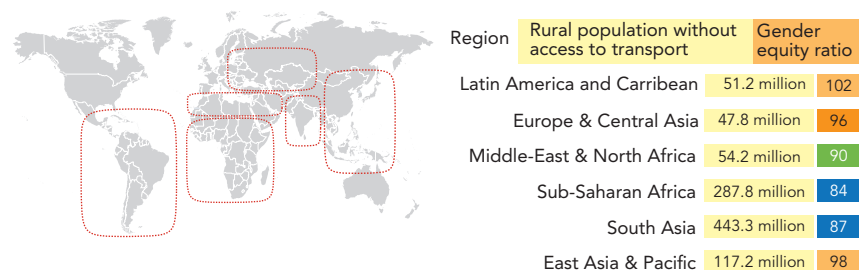 Region Rural population without access to transport Gender equity ratio
Latin America and Carribean 51.2 million 102
Europe & Central Asia 47.8 million 96
Middle-East & North Africa 54.2 million 90
Sub-Saharan Africa 287.8 million 84
South Asia 443.3 million 87
East Asia & Pacific 117.2 million 98